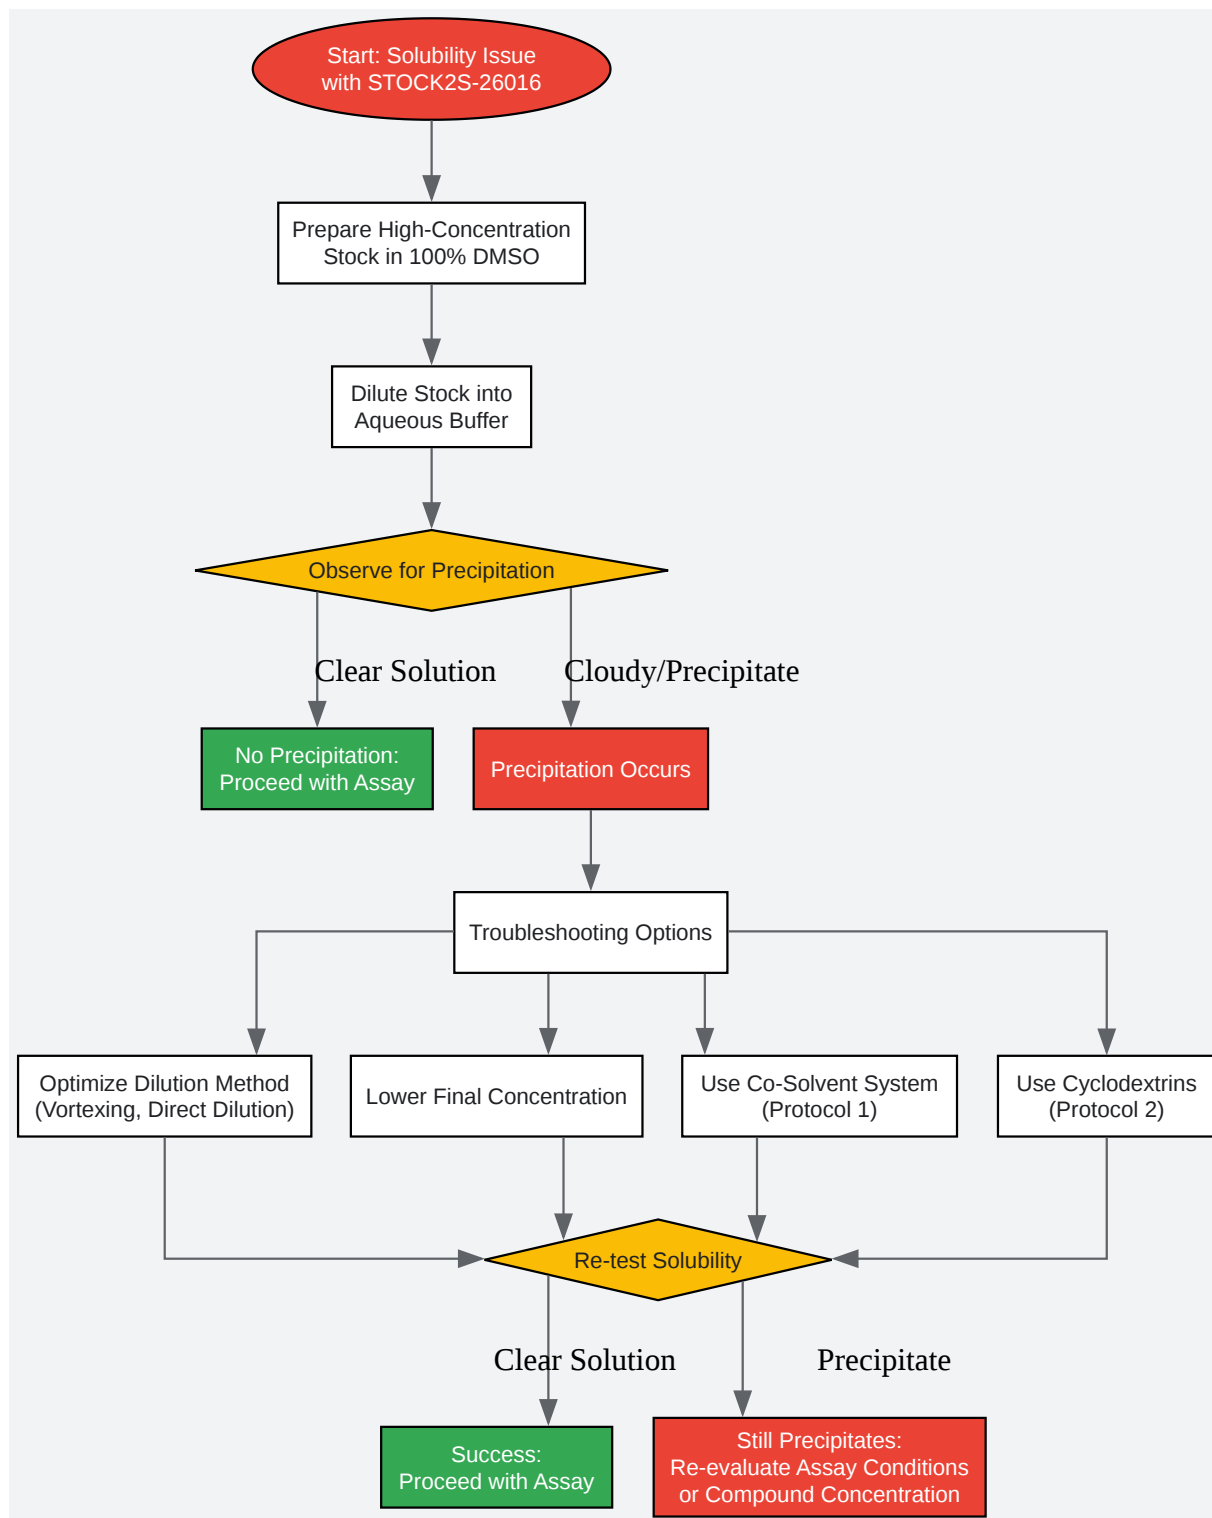 Start: Solubility Issue
with STOCK2S-26016
Prepare High-Concentration
Stock in 100% DMSO
Dilute Stock into
Aqueous Buffer
Observe for Precipitation
Clear Solution
Cloudy/Precipitate
No Precipitation:
Proceed with Assay
Precipitation Occurs
Troubleshooting Options
Optimize Dilution Method
(Vortexing, Direct Dilution)
Lower Final Concentration
Use Co-Solvent System
(Protocol 1)
Use Cyclodextrins
(Protocol 2)
Re-test Solubility
Clear Solution
Precipitate
Success:
Proceed with Assay
Still Precipitates:
Re-evaluate Assay Conditions
or Compound Concentration